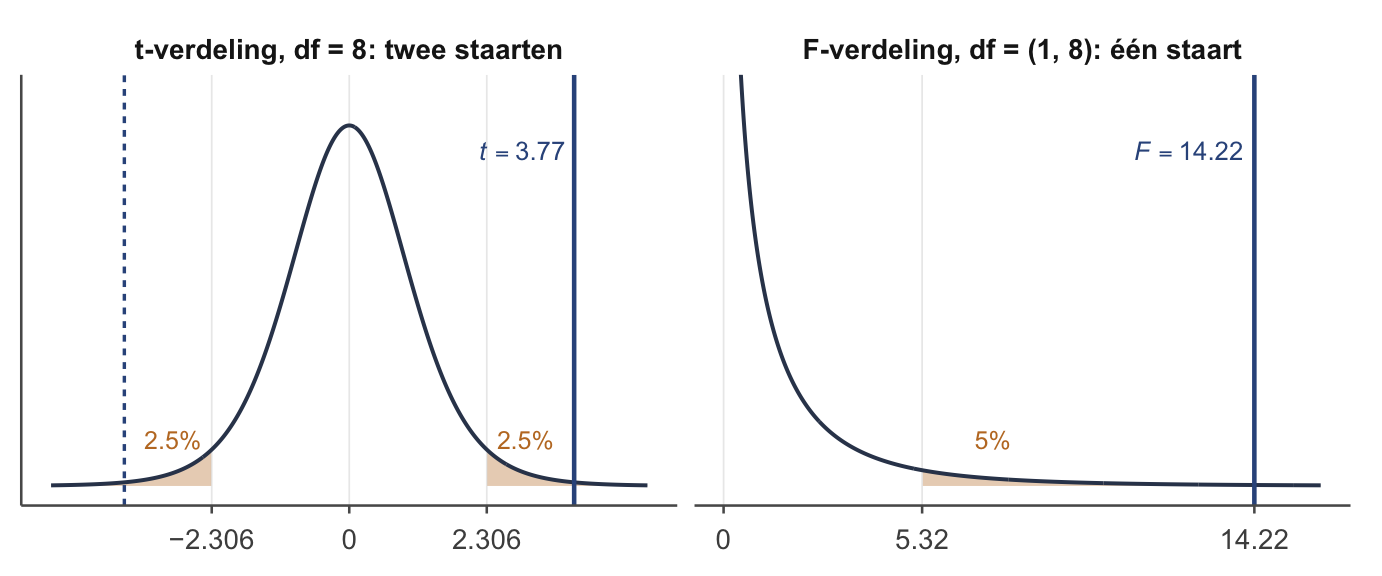 t-verdeling, df = 8: twee staarten
t = 3.77
2.5%
2.5%
−2.306
0
2.306
F-verdeling, df = (1, 8): één staart
F = 14.22
5%
0
5.32
14.22